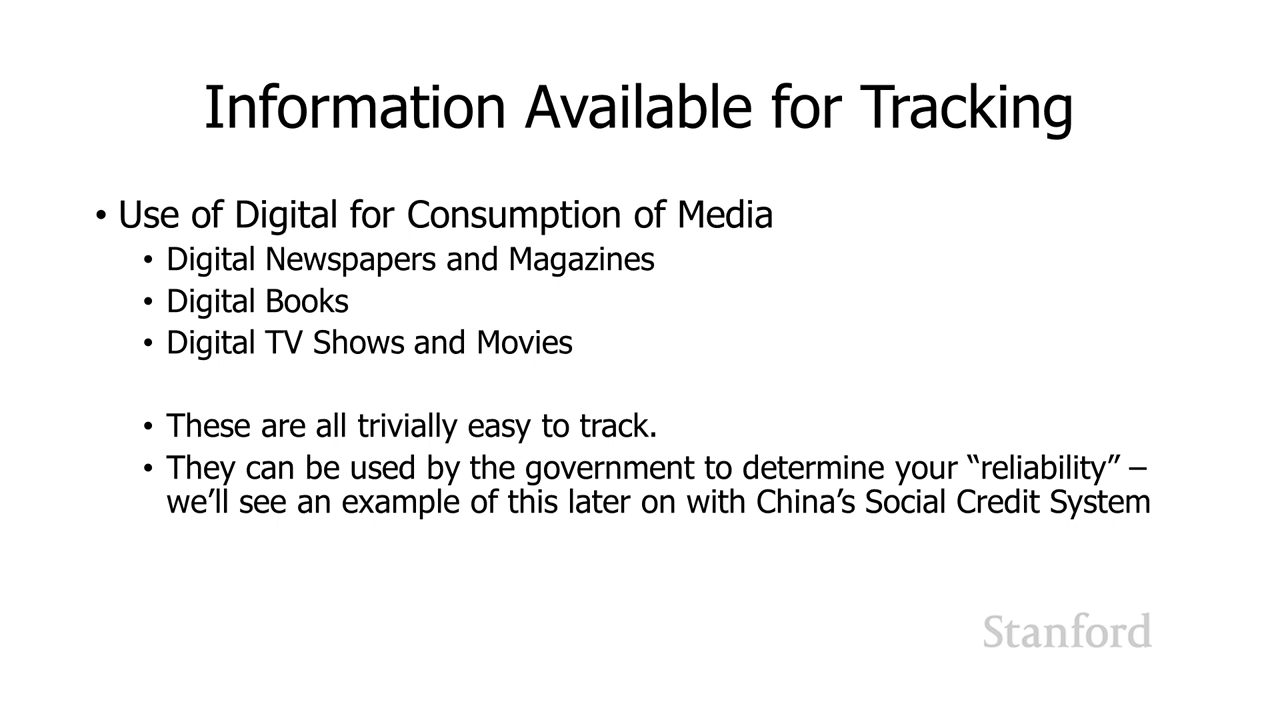 Information Available for Tracking
• Use of Digital for Consumption of Media
• Digital Newspapers and Magazines
• Digital Books
• Digital TV Shows and Movies
• These are all trivially easy to track.
• They can be used by the government to determine your “reliability” –
we’ll see an example of this later on with China’s Social Credit System
Stanford